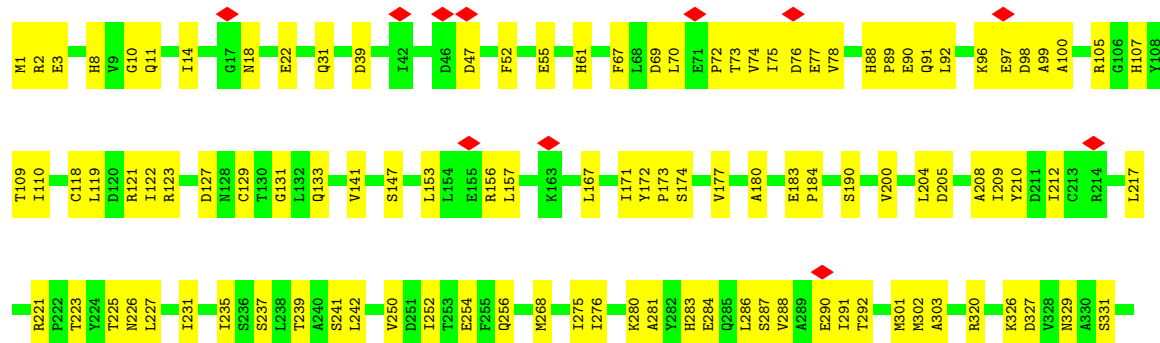 M1 R2 E3 H8 V9 G10 Q11 I14 G17 N18 E22 Q31 D39 I42 D46 D47 F52 E55 H61 F67 L68 D69 L70 E71 P72 T73 V74 I75 D76 E77 V78 H88 P89 E90 Q91 L92 K96 E97 D98 A99 A100 R105 G106 H107 Y108
T109 I110 C118 L119 D120 R121 I122 R123 D127 N128 C129 T130 G131 L132 Q133 V141 S147 L153 L154 E155 R156 L157 K163 L167 I171 Y172 P173 S174 V177 A180 E183 P184 S190 V200 L204 D205 A208 I209 Y210 D211 I212 C213 R214 L217
R221 P222 T223 Y224 T225 N226 L227 I231 I235 S236 S237 L238 T239 A240 S241 L242 V250 D251 I252 T253 E254 F255 Q256 M268 I275 I276 K280 A281 Y282 H283 E284 Q285 L286 S287 V288 A289 E290 I291 T292 M301 M302 A303 R320 K326 D327 V328 N329 A330 S331